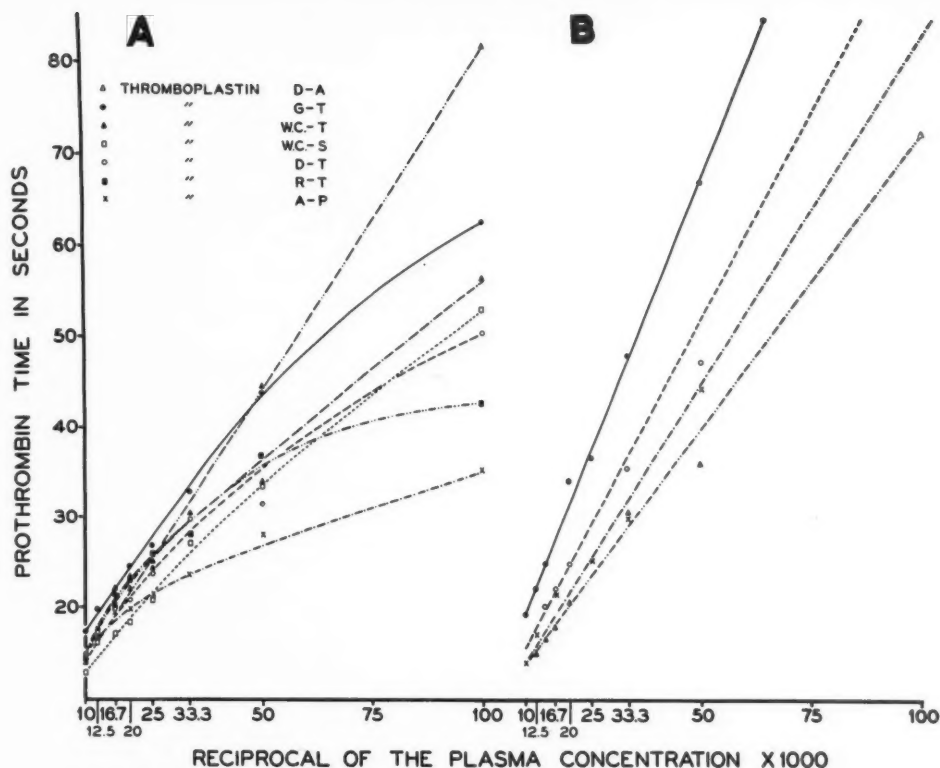 A
B
THROMBOPLASTIN D-A
〃 G-T
〃 W.C.-T
〃 W.C.-S
〃 D-T
〃 R-T
〃 A-P
PROTHROMBIN TIME IN SECONDS
80
70
60
50
40
30
20
10 16.7 25 33.3 50 75 100
12.5 20
10 16.7 25 33.3 50 75 100
12.5 20
RECIPROCAL OF THE PLASMA CONCENTRATION X 1000